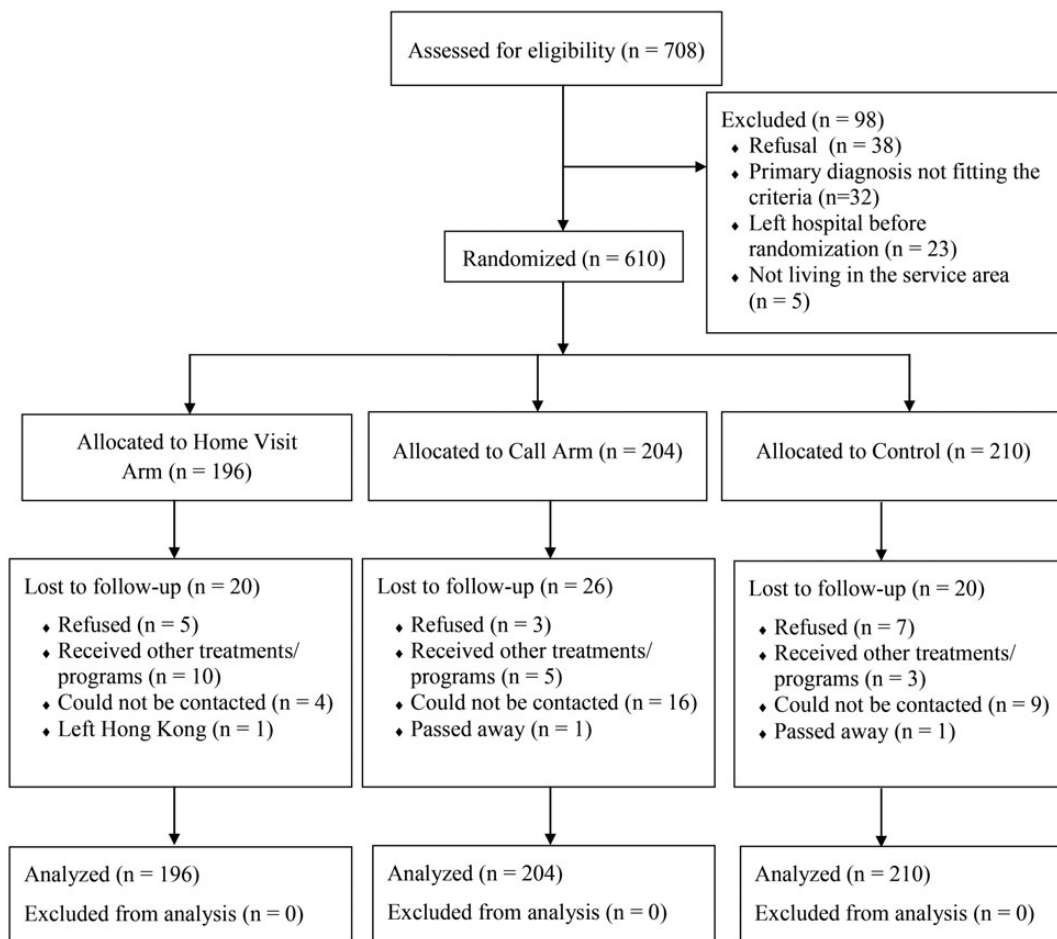 Assessed for eligibility (n = 708)
Excluded (n = 98)
♦ Refusal (n = 38)
♦ Primary diagnosis not fitting the
criteria (n=32)
♦ Left hospital before
randomization (n = 23)
♦ Not living in the service area
(n = 5)
Randomized (n = 610)
Allocated to Home Visit
Arm (n = 196)
Allocated to Call Arm (n = 204)
Allocated to Control (n = 210)
Lost to follow-up (n = 20)
♦ Refused (n = 5)
♦ Received other treatments/
programs (n = 10)
♦ Could not be contacted (n = 4)
♦ Left Hong Kong (n = 1)
Lost to follow-up (n = 26)
♦ Refused (n = 3)
♦ Received other treatments/
programs (n = 5)
♦ Could not be contacted (n = 16)
♦ Passed away (n = 1)
Lost to follow-up (n = 20)
♦ Refused (n = 7)
♦ Received other treatments/
programs (n = 3)
♦ Could not be contacted (n = 9)
♦ Passed away (n = 1)
Analyzed (n = 196)
Excluded from analysis (n = 0)
Analyzed (n = 204)
Excluded from analysis (n = 0)
Analyzed (n = 210)
Excluded from analysis (n = 0)